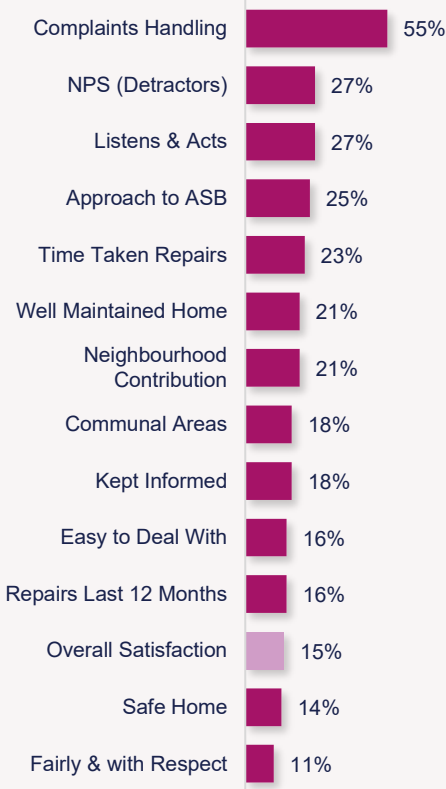 Complaints Handling 55%
NPS (Detractors) 27%
Listens & Acts 27%
Approach to ASB 25%
Time Taken Repairs 23%
Well Maintained Home 21%
Neighbourhood
Contribution 21%
Communal Areas 18%
Kept Informed 18%
Easy to Deal With 16%
Repairs Last 12 Months 16%
Overall Satisfaction 15%
Safe Home 14%
Fairly & with Respect 11%